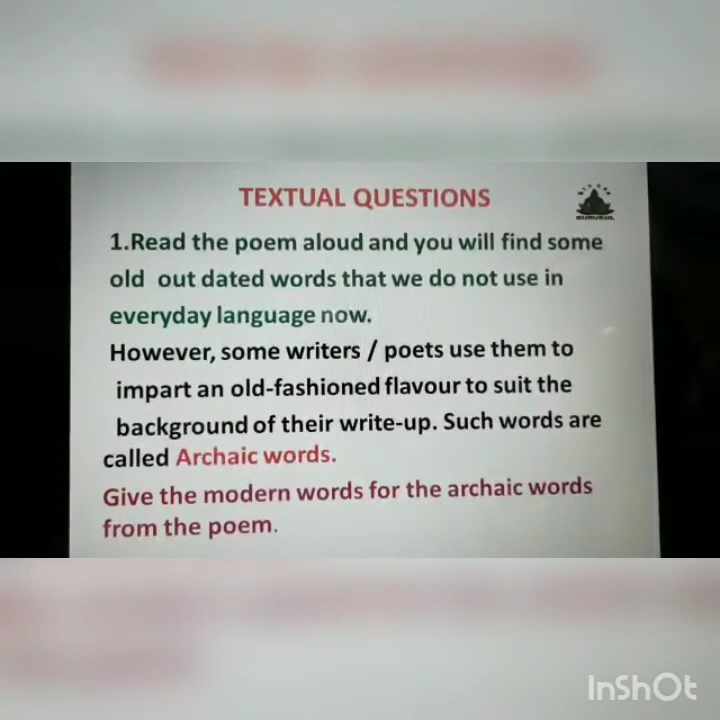 TEXTUAL QUESTIONS
GURUKUL
1.Read the poem aloud and you will find some
old out dated words that we do not use in
everyday language now.
However, some writers / poets use them to
impart an old-fashioned flavour to suit the
background of their write-up. Such words are
called Archaic words.
Give the modern words for the archaic words
from the poem.
InShOt